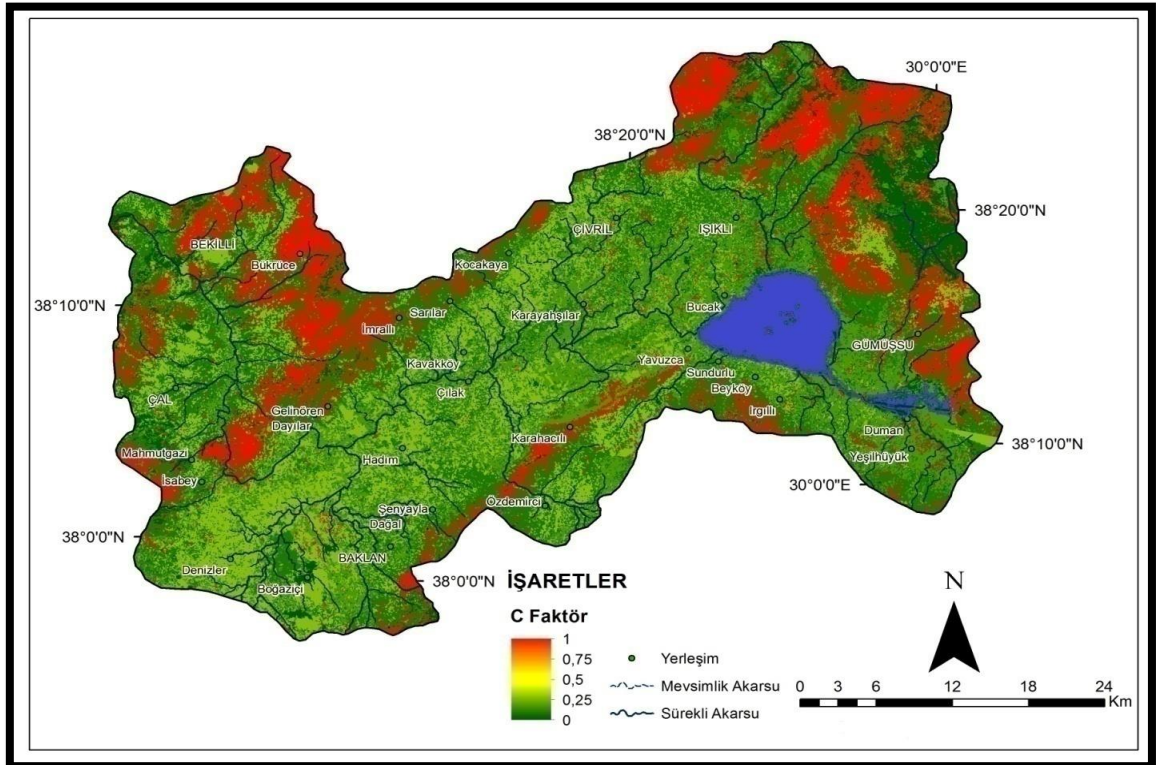 30°0'0"E
38°20'0"N
38°20'0"N
ÇİVRİL
IŞIKLI
BEKİLLİ
Bükrüce
Kocakaya
38°10'0"N
Bucak
Sarılar
Karayahşılar
İmrallı
GÜMÜŞSU
Yavuzca
Kavakköy
Sundurlu
Beyköy
Çıtak
ÇAL
Gelinören
Irgıllı
Dayılar
Karahacılı
Duman
38°10'0"N
Mahmutgazi
Hadım
Yeşilhüyük
İsabey
30°0'0"E
Özdemirci
Şenyayla
Dağal
38°0'0"N
BAKLAN
Denizler
38°0'0"N
Boğaziçi
İŞARETLER
N
C Faktör
1
0,75
0,5
0,25
0
Yerleşim
Mevsimlik Akarsu
Sürekli Akarsu
0 3 6 12 18 24
Km